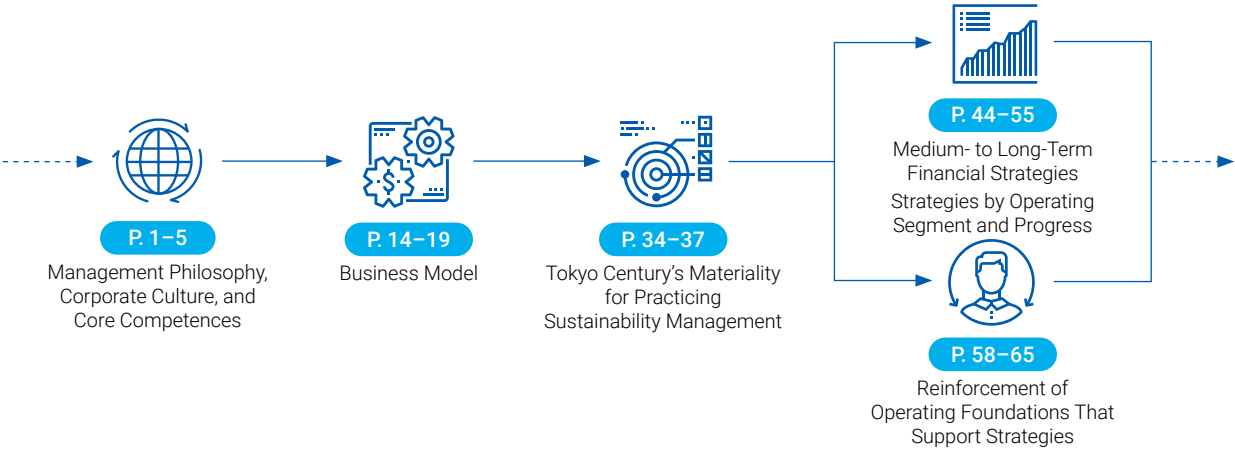 P. 1–5
Management Philosophy,
Corporate Culture, and
Core Competences
P. 14–19
Business Model
P. 34–37
Tokyo Century’s Materiality
for Practicing
Sustainability Management
P. 44–55
Medium- to Long-Term
Financial Strategies
Strategies by Operating
Segment and Progress
P. 58–65
Reinforcement of
Operating Foundations That
Support Strategies